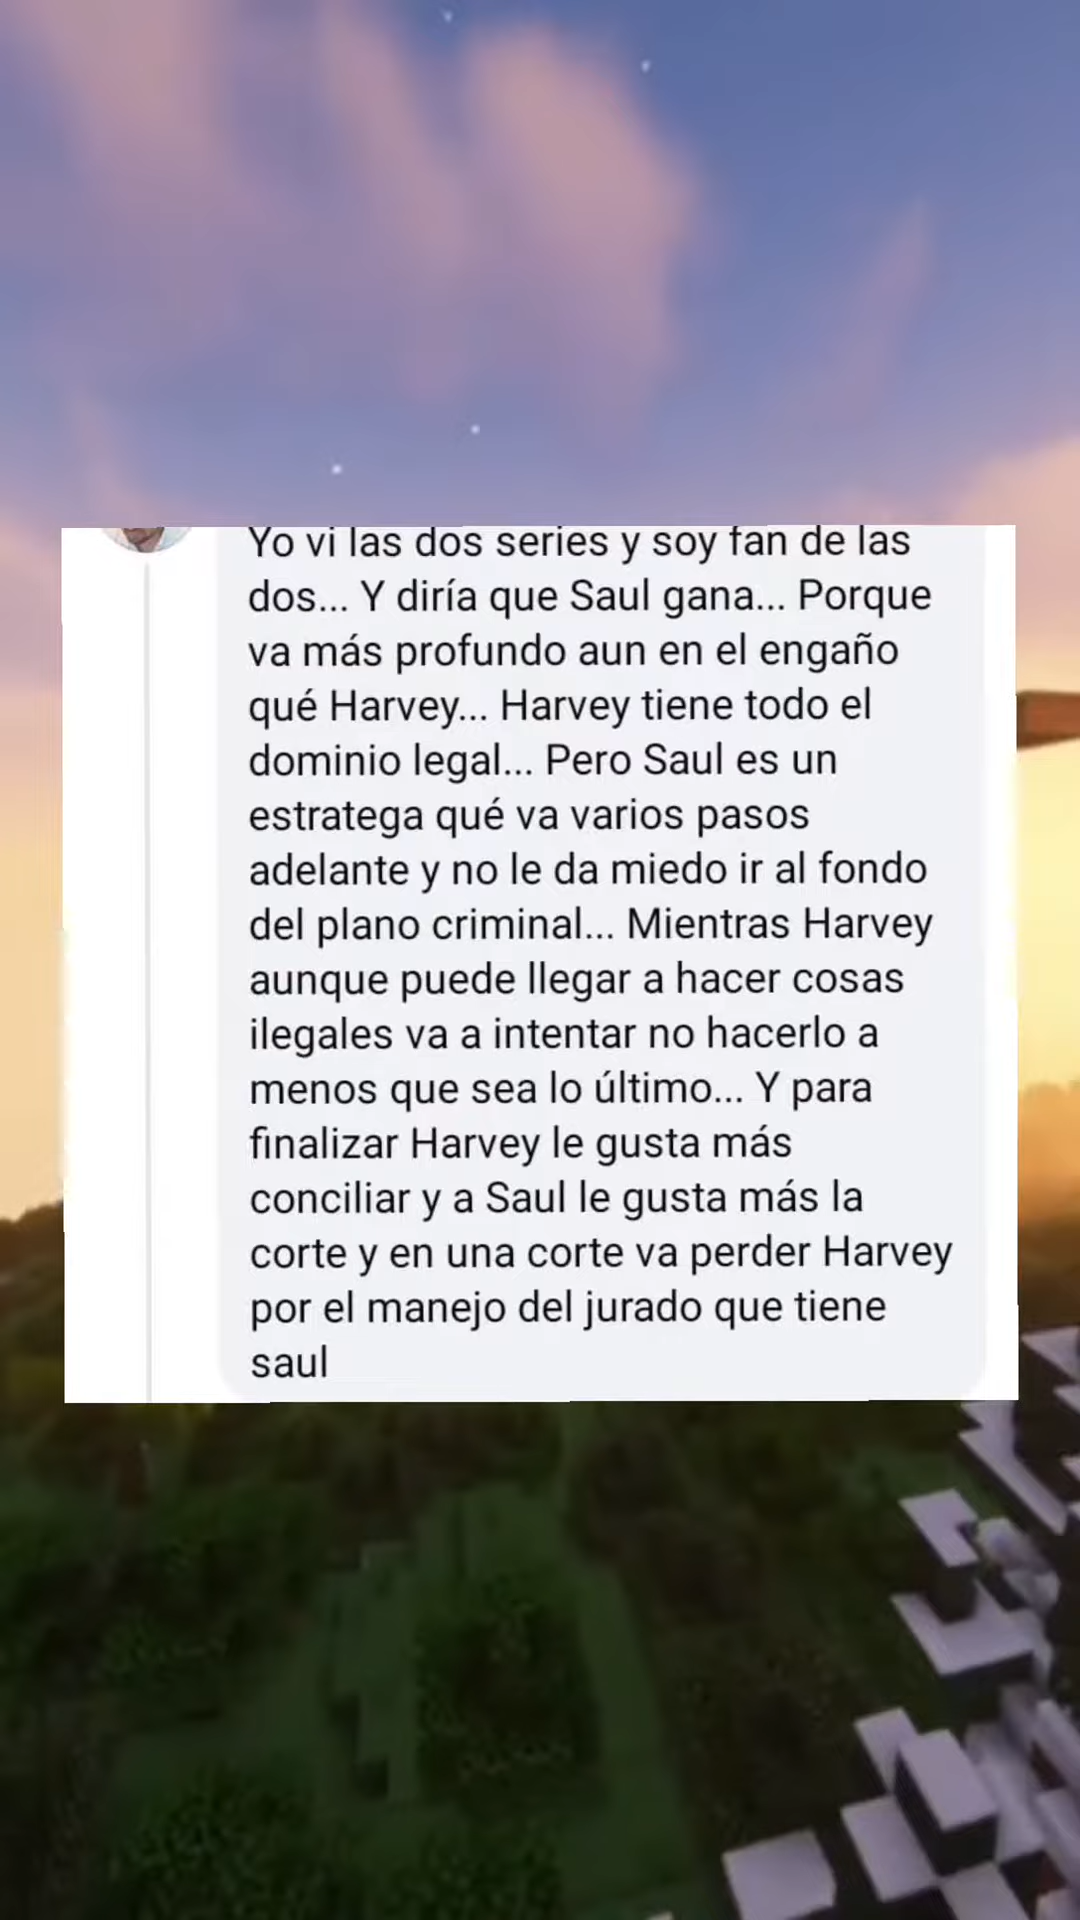 Yo vi las dos series y soy fan de las
dos... Y diría que Saul gana... Porque
va más profundo aun en el engaño
qué Harvey... Harvey tiene todo el
dominio legal... Pero Saul es un
estratega qué va varios pasos
adelante y no le da miedo ir al fondo
del plano criminal... Mientras Harvey
aunque puede llegar a hacer cosas
ilegales va a intentar no hacerlo a
menos que sea lo último... Y para
finalizar Harvey le gusta más
conciliar y a Saul le gusta más la
corte y en una corte va perder Harvey
por el manejo del jurado que tiene
saul